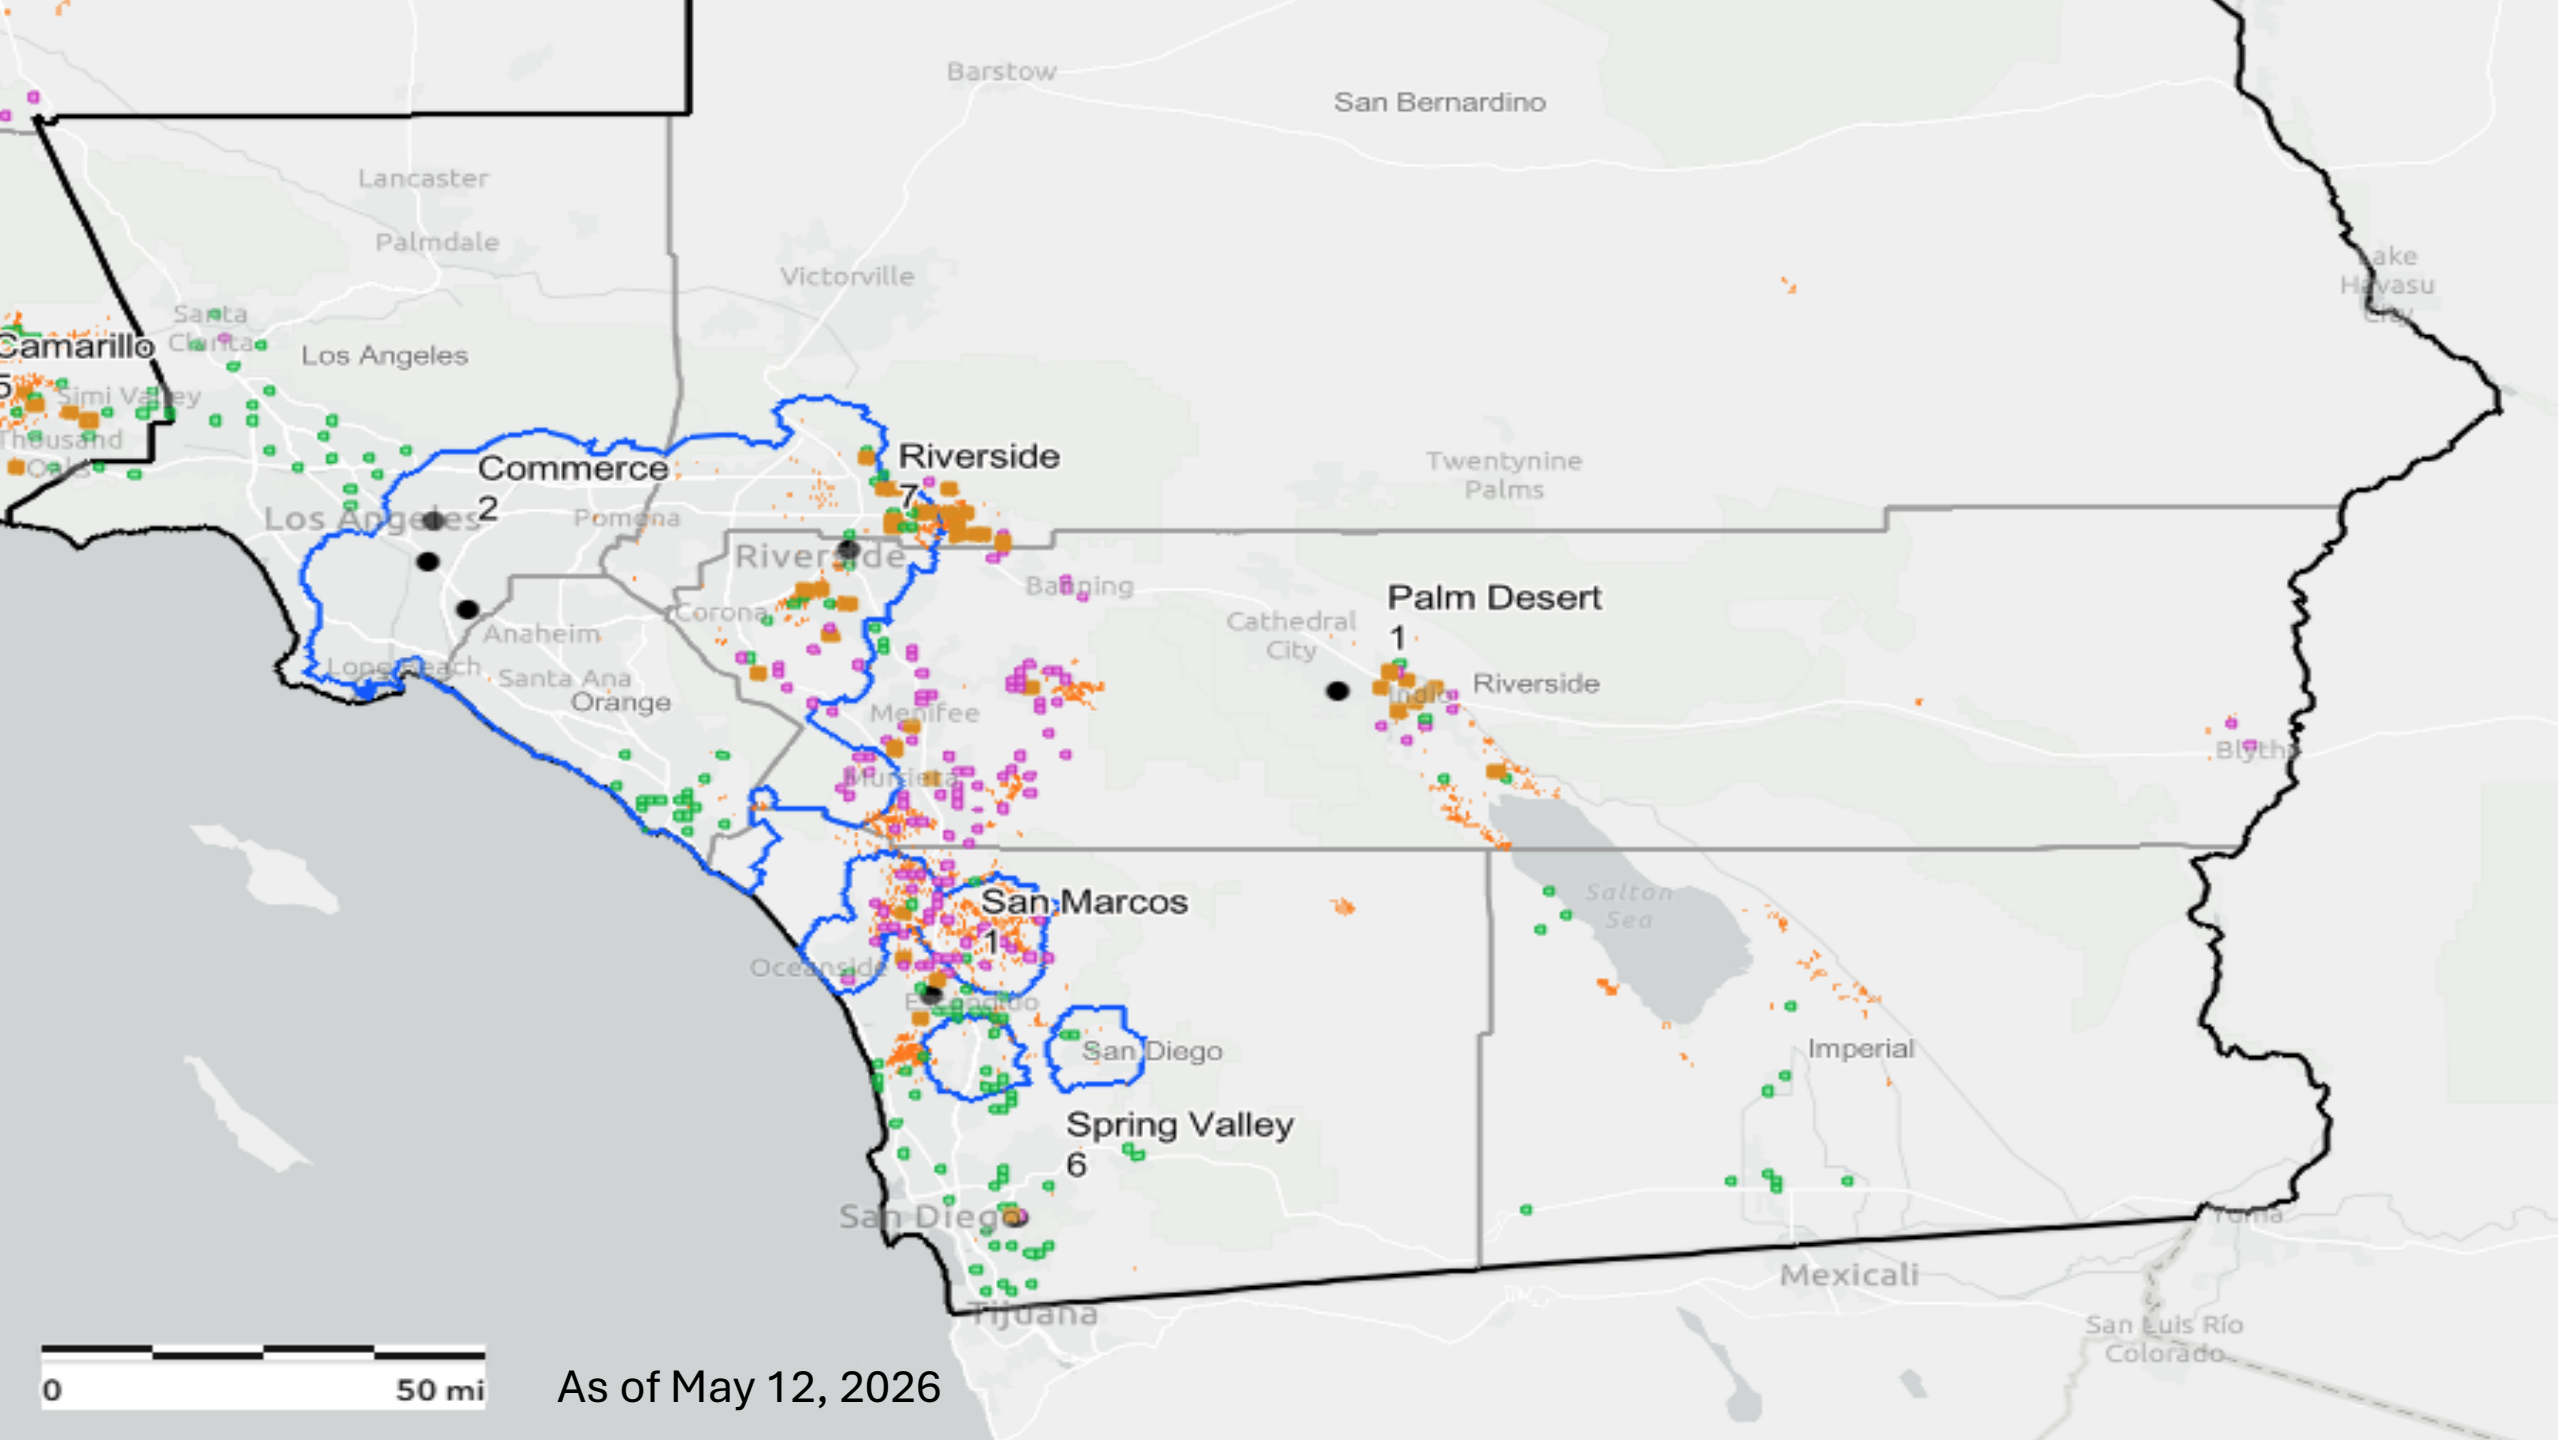 Barstow
San Bernardino
Lancaster
Palmdale
Victorville
Lake
Havasu
City
Santa
Clarita
Camarillo
5
Los Angeles
Simi Valley
Thousand
Oaks
Commerce
2
Riverside
7
Twentynine
Palms
Los Angeles
Pomona
Riverside
Banning
Corona
Cathedral
City
Palm Desert
1
Anaheim
Long Beach
Santa Ana
Orange
Indio
Riverside
Menifee
Blythe
Murrieta
San Marcos
1
Salton
Sea
Oceanside
Escondido
San Diego
Imperial
Spring Valley
6
San Diego
Yuma
Mexicali
Tijuana
San Luis Río
Colorado
0 50 mi
As of May 12, 2026